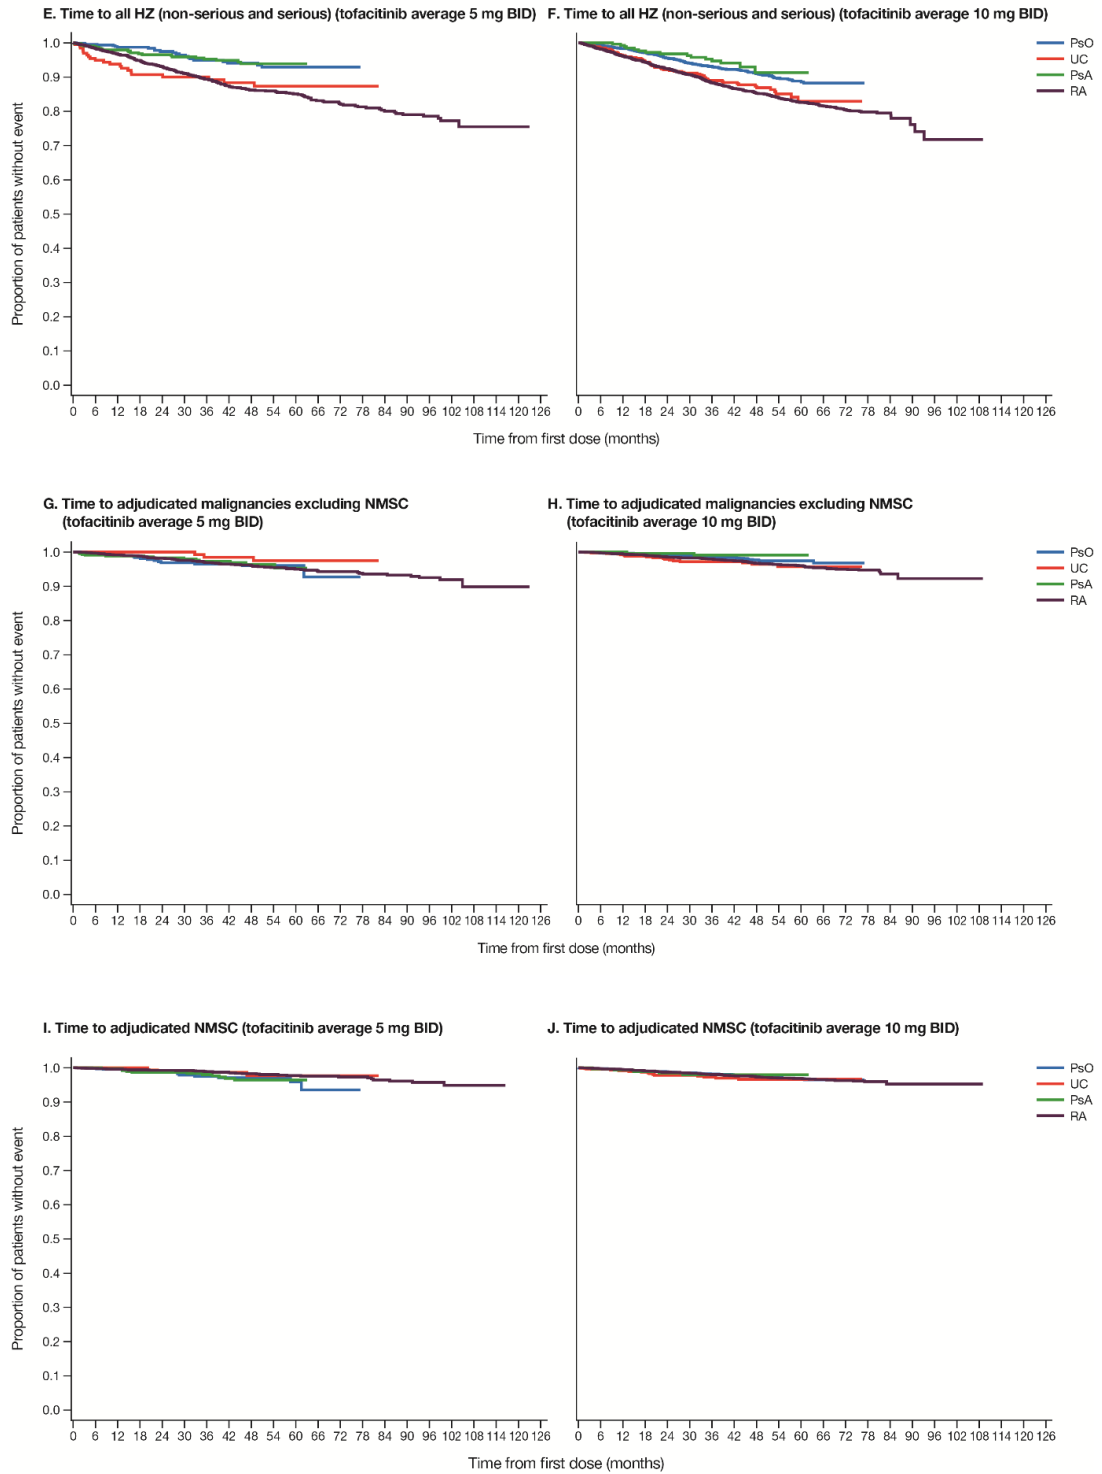 E. Time to all HZ (non-serious and serious) (tofacitinib average 5 mg BID)
F. Time to all HZ (non-serious and serious) (tofacitinib average 10 mg BID)
Proportion of patients without event
1.0
0.9
0.8
0.7
0.6
0.5
0.4
0.3
0.2
0.1
0.0
0 6 12 18 24 30 36 42 48 54 60 66 72 78 84 90 96 102 108 114 120 126
0 6 12 18 24 30 36 42 48 54 60 66 72 78 84 90 96 102 108 114 120 126
PsO
UC
PsA
RA
Time from first dose (months)
G. Time to adjudicated malignancies excluding NMSC
(tofacitinib average 5 mg BID)
H. Time to adjudicated malignancies excluding NMSC
(tofacitinib average 10 mg BID)
Proportion of patients without event
1.0
0.9
0.8
0.7
0.6
0.5
0.4
0.3
0.2
0.1
0.0
0 6 12 18 24 30 36 42 48 54 60 66 72 78 84 90 96 102 108 114 120 126
0 6 12 18 24 30 36 42 48 54 60 66 72 78 84 90 96 102 108 114 120 126
PsO
UC
PsA
RA
Time from first dose (months)
I. Time to adjudicated NMSC (tofacitinib average 5 mg BID)
J. Time to adjudicated NMSC (tofacitinib average 10 mg BID)
Proportion of patients without event
1.0
0.9
0.8
0.7
0.6
0.5
0.4
0.3
0.2
0.1
0.0
0 6 12 18 24 30 36 42 48 54 60 66 72 78 84 90 96 102 108 114 120 126
0 6 12 18 24 30 36 42 48 54 60 66 72 78 84 90 96 102 108 114 120 126
PsO
UC
PsA
RA
Time from first dose (months)